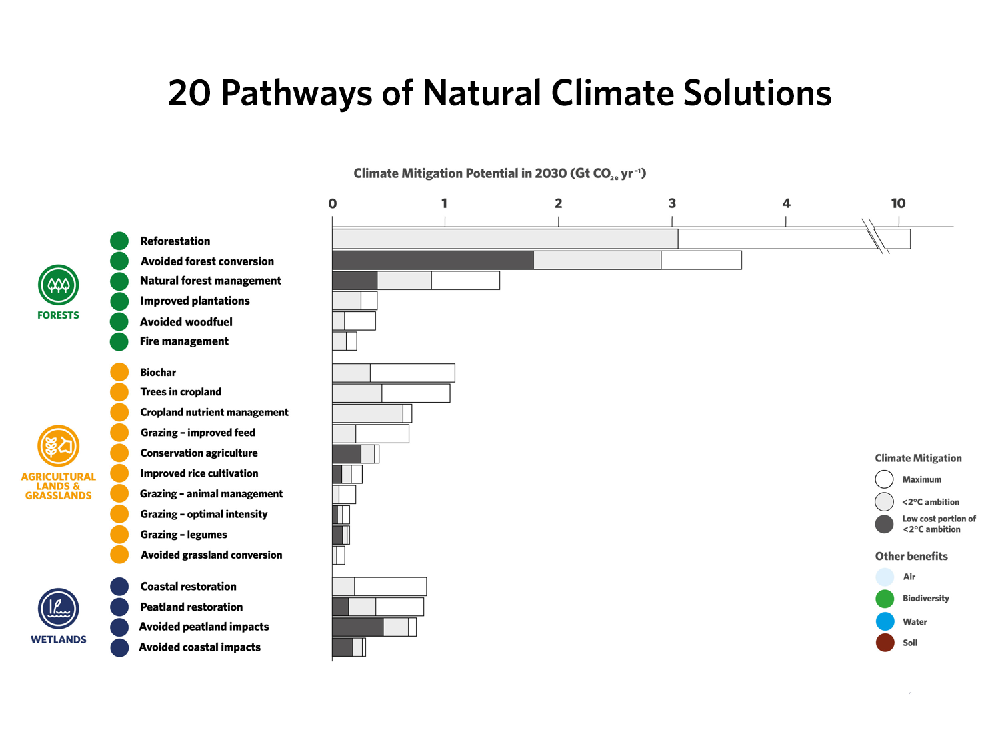 20 Pathways of Natural Climate Solutions
Climate Mitigation Potential in 2030 (Gt CO₂e yr⁻¹)
0 1 2 3 4 10
Reforestation
Avoided forest conversion
Natural forest management
Improved plantations
Avoided woodfuel
Fire management
FORESTS
Biochar
Trees in cropland
Cropland nutrient management
Grazing – improved feed
Conservation agriculture
Improved rice cultivation
Grazing – animal management
Grazing – optimal intensity
Grazing – legumes
Avoided grassland conversion
AGRICULTURAL
LANDS &
GRASSLANDS
Coastal restoration
Peatland restoration
Avoided peatland impacts
Avoided coastal impacts
WETLANDS
Climate Mitigation
Maximum
<2°C ambition
Low cost portion of
<2°C ambition
Other benefits
Air
Biodiversity
Water
Soil